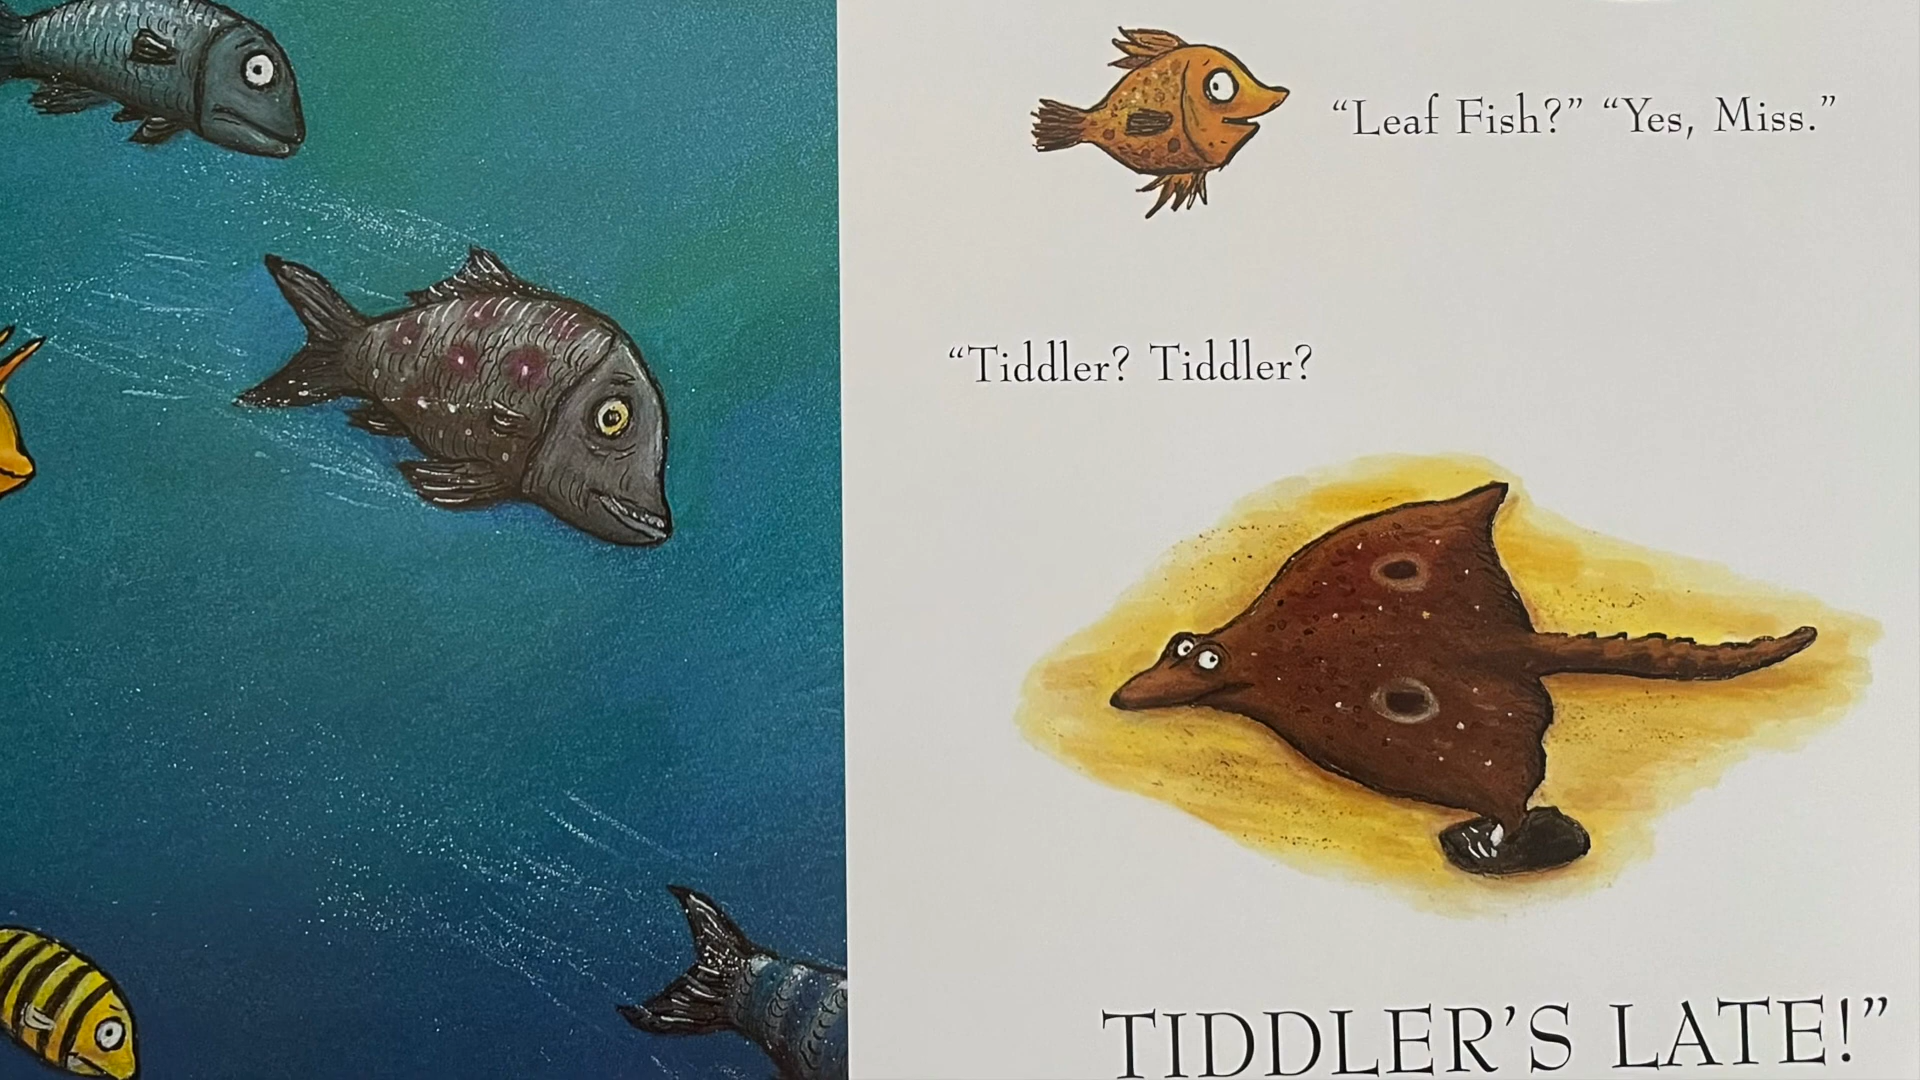 “Leaf Fish?” “Yes, Miss.”
“Tiddler? Tiddler?
TIDDLER’S LATE!”